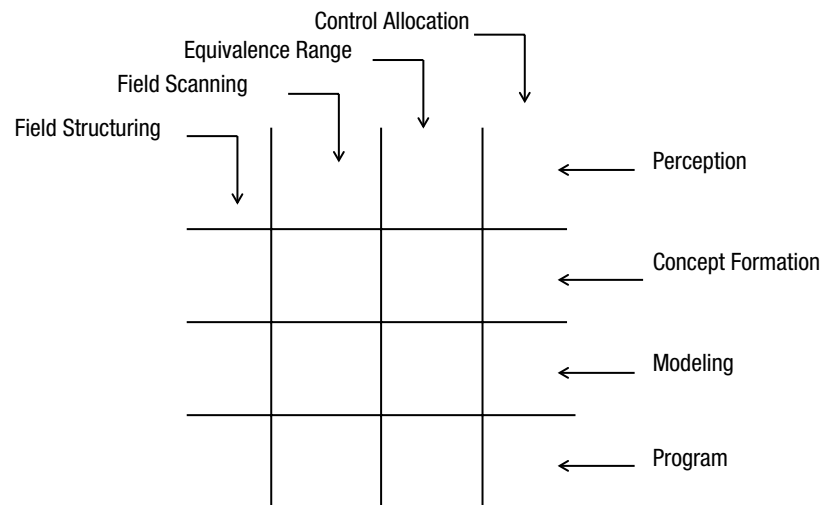 Control Allocation
Equivalence Range
Field Scanning
Field Structuring
Perception
Concept Formation
Modeling
Program